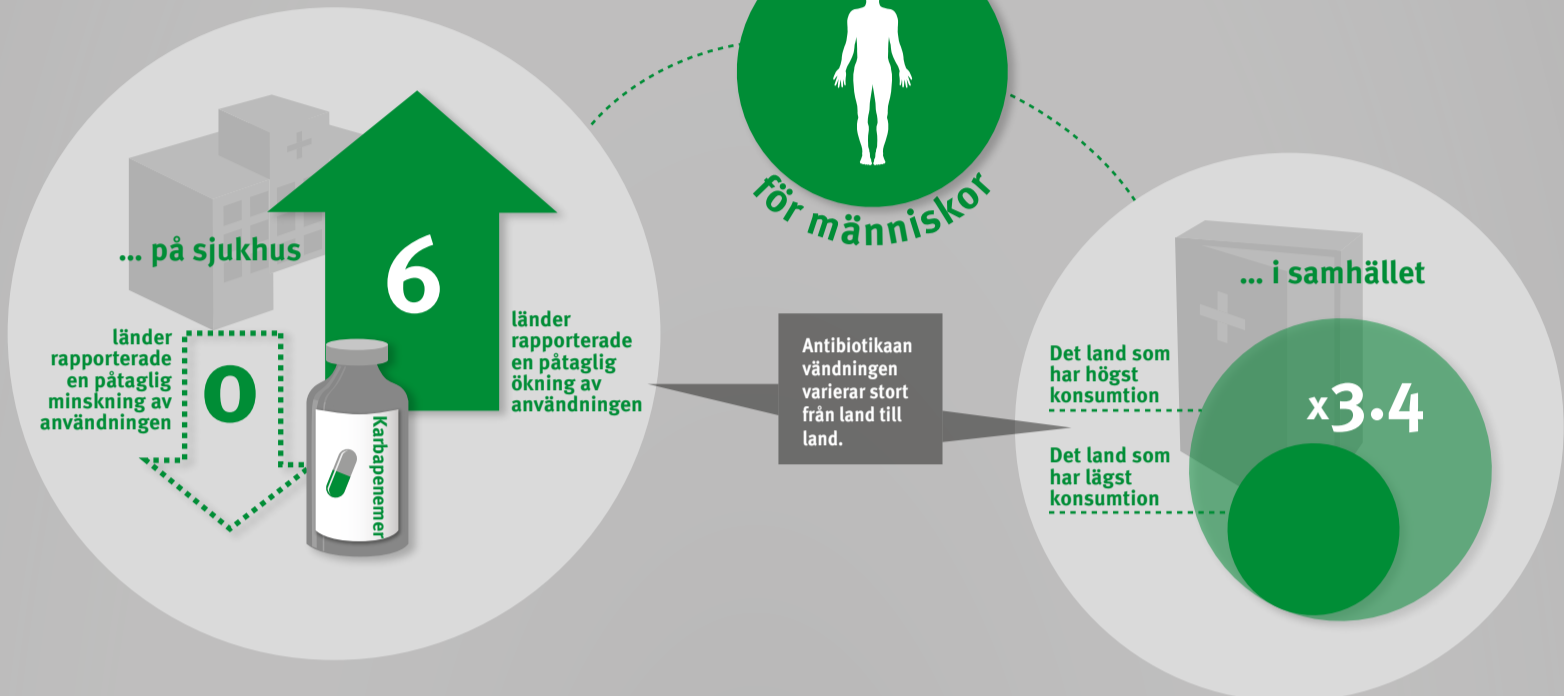 för människor
... på sjukhus
6
länder
rapporterade
en påtaglig
ökning av
användningen
länder
rapporterade
en påtaglig
minskning av
användningen
0
Karbapenemer
Antibiotikaan
vändningen
varierar stort
från land till
land.
... i samhället
Det land som
har högst
konsumtion
x3.4
Det land som
har lägst
konsumtion